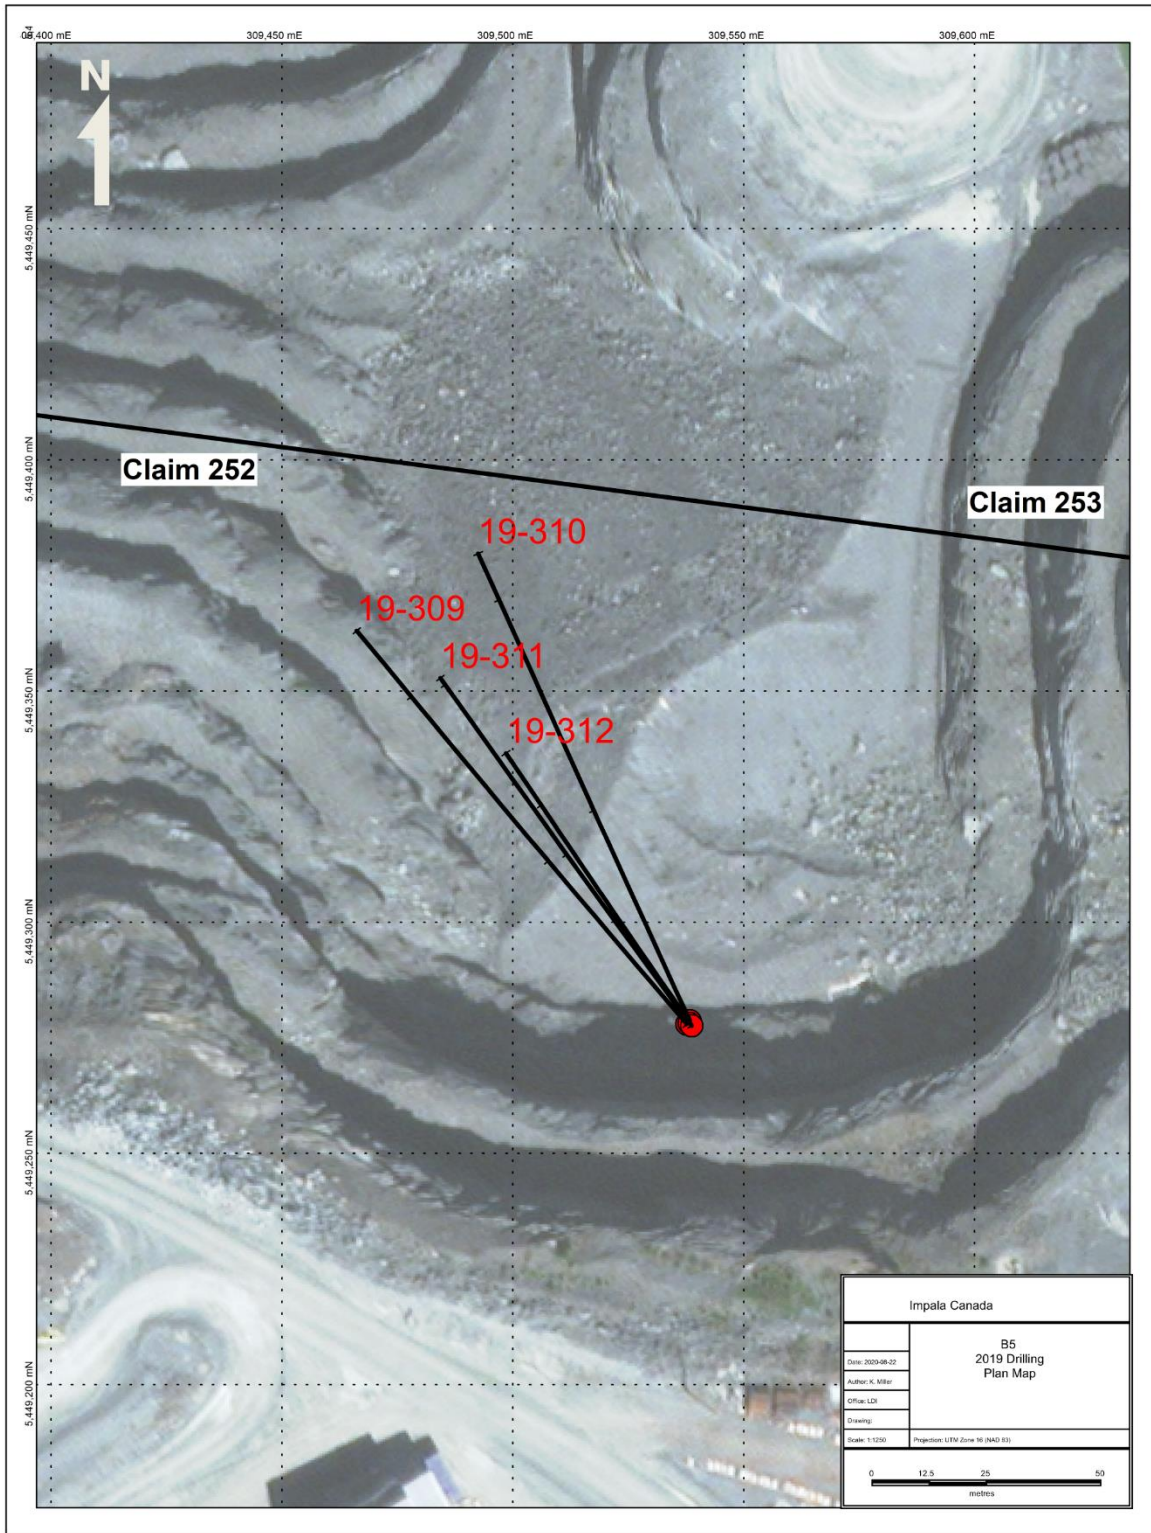 309,400 mE
309,450 mE
309,500 mE
309,550 mE
309,600 mE
N
5,449,450 mN
5,449,400 mN
5,449,350 mN
5,449,300 mN
5,449,250 mN
5,449,200 mN
Claim 252
Claim 253
19-310
19-309
19-311
19-312
Impala Canada
B5
2019 Drilling
Plan Map
Date: 2020-08-22
Author: K. Miller
Office: LDI
Drawing:
Scale: 1:1250
Projection: UTM Zone 16 (NAD 83)
0 12.5 25 50
metres